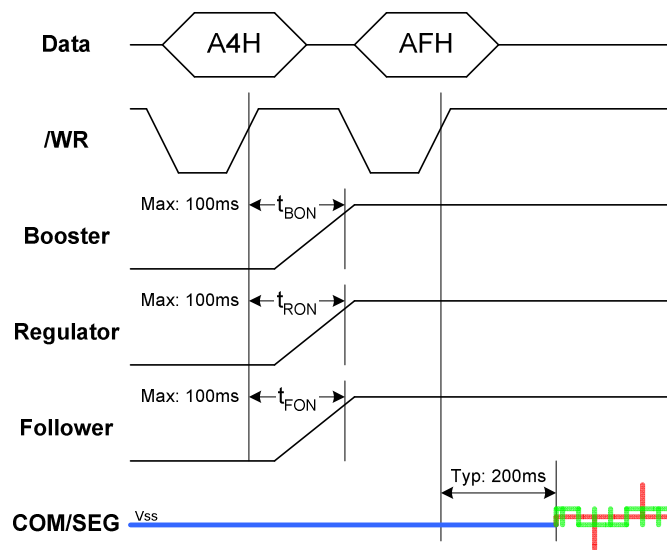 Data
A4H
AFH
/WR
Max: 100ms
tBON
Booster
Max: 100ms
tRON
Regulator
Max: 100ms
tFON
Follower
Typ: 200ms
Vss
COM/SEG